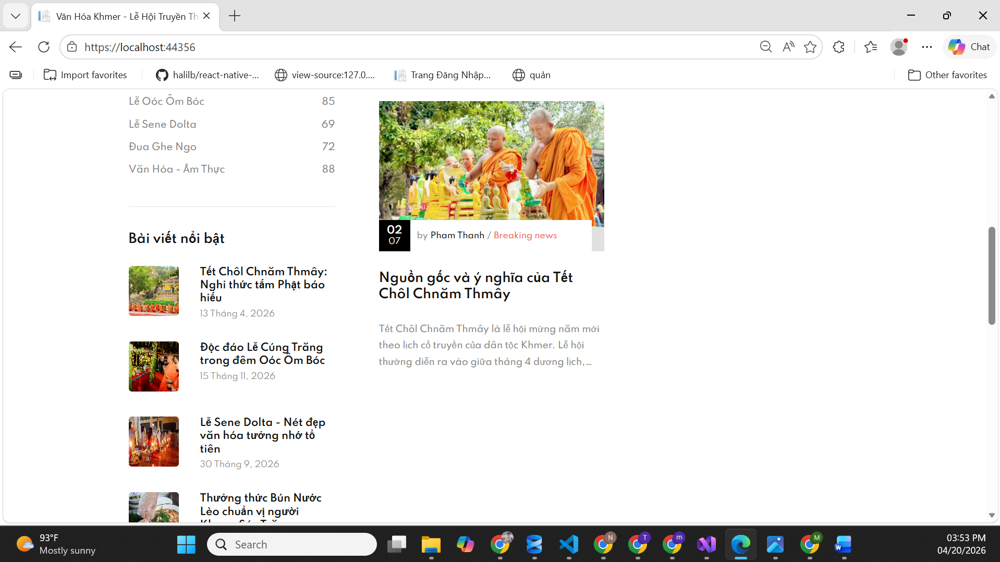 Văn Hóa Khmer - Lễ Hội Truyền Th
https://localhost:44356
Chat
Import favorites
halilb/react-native-...
view-source:127.0....
Trang Đăng Nhập...
quản
Other favorites
Lễ Oóc Ôm Bóc 85
Lễ Sene Dolta 69
Đua Ghe Ngo 72
Văn Hóa - Ẩm Thực 88
Bài viết nổi bật
Tết Chôl Chnăm Thmây:
Nghi thức tắm Phật báo
hiếu
13 Tháng 4, 2026
Độc đáo Lễ Cúng Trăng
trong đêm Oóc Ôm Bóc
15 Tháng 11, 2026
Lễ Sene Dolta - Nét đẹp
văn hóa tưởng nhớ tổ
tiên
30 Tháng 9, 2026
Thưởng thức Bún Nước
Lèo chuẩn vị người
02
07
by Pham Thanh / Breaking news
Nguồn gốc và ý nghĩa của Tết
Chôl Chnăm Thmây
Tết Chôl Chnăm Thmây là lễ hội mừng năm mới
theo lịch cổ truyền của dân tộc Khmer. Lễ hội
thường diễn ra vào giữa tháng 4 dương lịch,...
93°F
Mostly sunny
Search
N
T
m
M
W
03:53 PM
04/20/2026